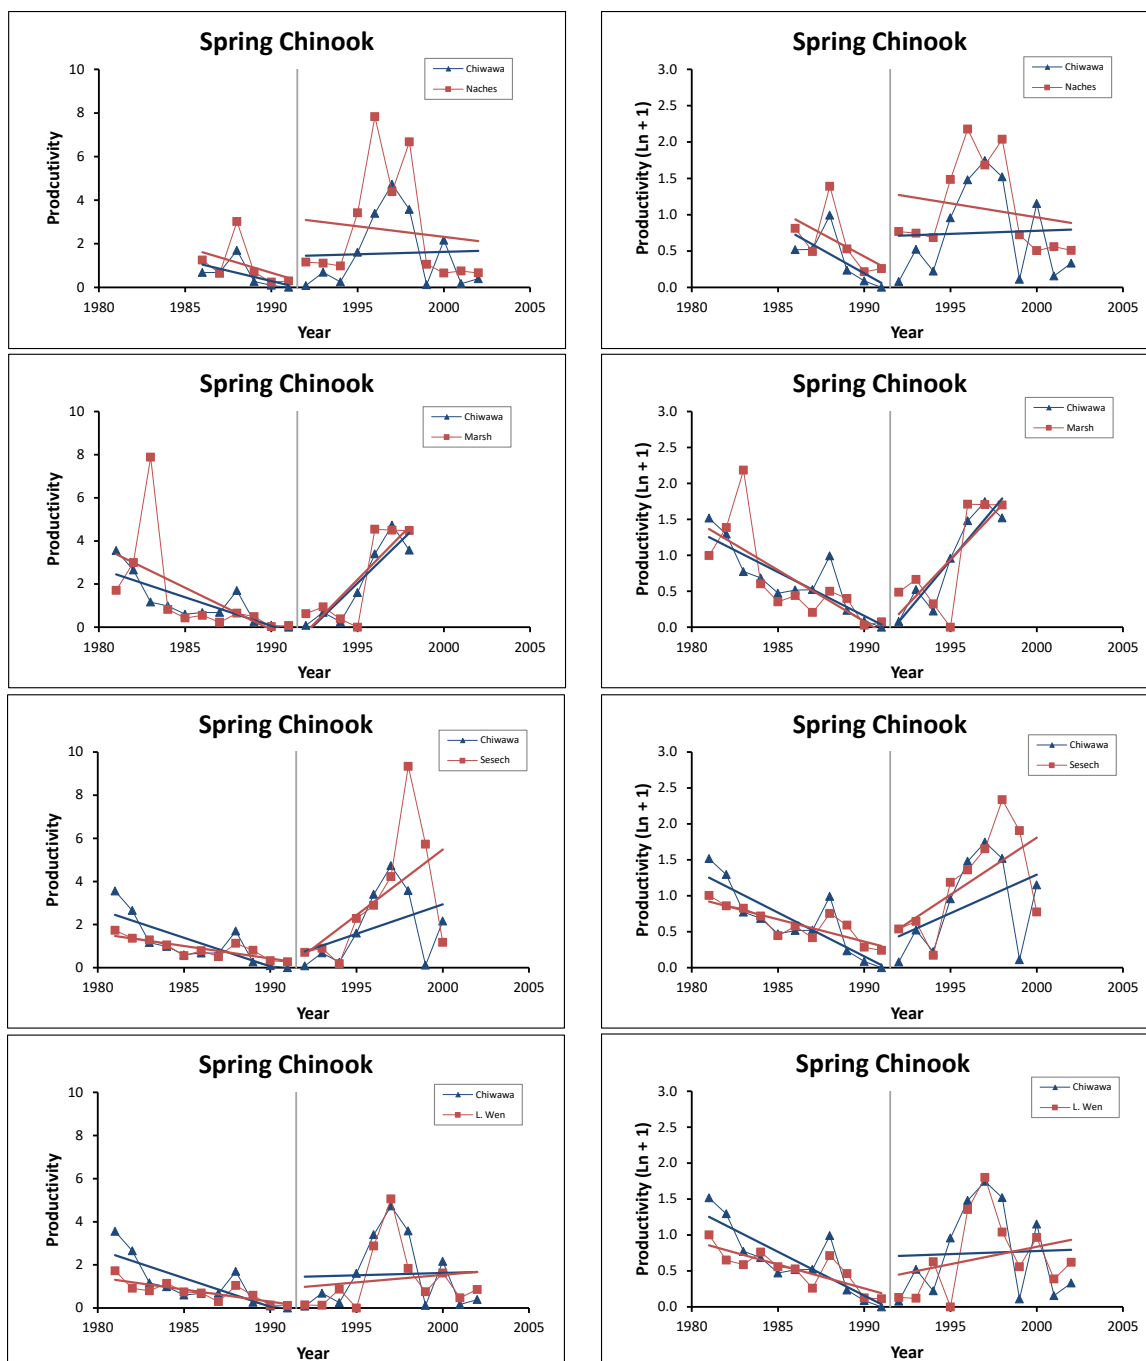 Spring Chinook
Chiwawa
Naches
Prodcutivity
10
8
6
4
2
0
1980 1985 1990 1995 2000 2005
Year
Spring Chinook
Chiwawa
Naches
Productivity (Ln + 1)
3.0
2.5
2.0
1.5
1.0
0.5
0.0
1980 1985 1990 1995 2000 2005
Year
Spring Chinook
Chiwawa
Marsh
Productivity
10
8
6
4
2
0
1980 1985 1990 1995 2000 2005
Year
Spring Chinook
Chiwawa
Marsh
Productivity (Ln + 1)
3.0
2.5
2.0
1.5
1.0
0.5
0.0
1980 1985 1990 1995 2000 2005
Year
Spring Chinook
Chiwawa
Sesech
Productivity
10
8
6
4
2
0
1980 1985 1990 1995 2000 2005
Year
Spring Chinook
Chiwawa
Sesech
Productivity (Ln + 1)
3.0
2.5
2.0
1.5
1.0
0.5
0.0
1980 1985 1990 1995 2000 2005
Year
Spring Chinook
Chiwawa
L. Wen
Productivity
10
8
6
4
2
0
1980 1985 1990 1995 2000 2005
Year
Spring Chinook
Chiwawa
L. Wen
Productivity (Ln + 1)
3.0
2.5
2.0
1.5
1.0
0.5
0.0
1980 1985 1990 1995 2000 2005
Year